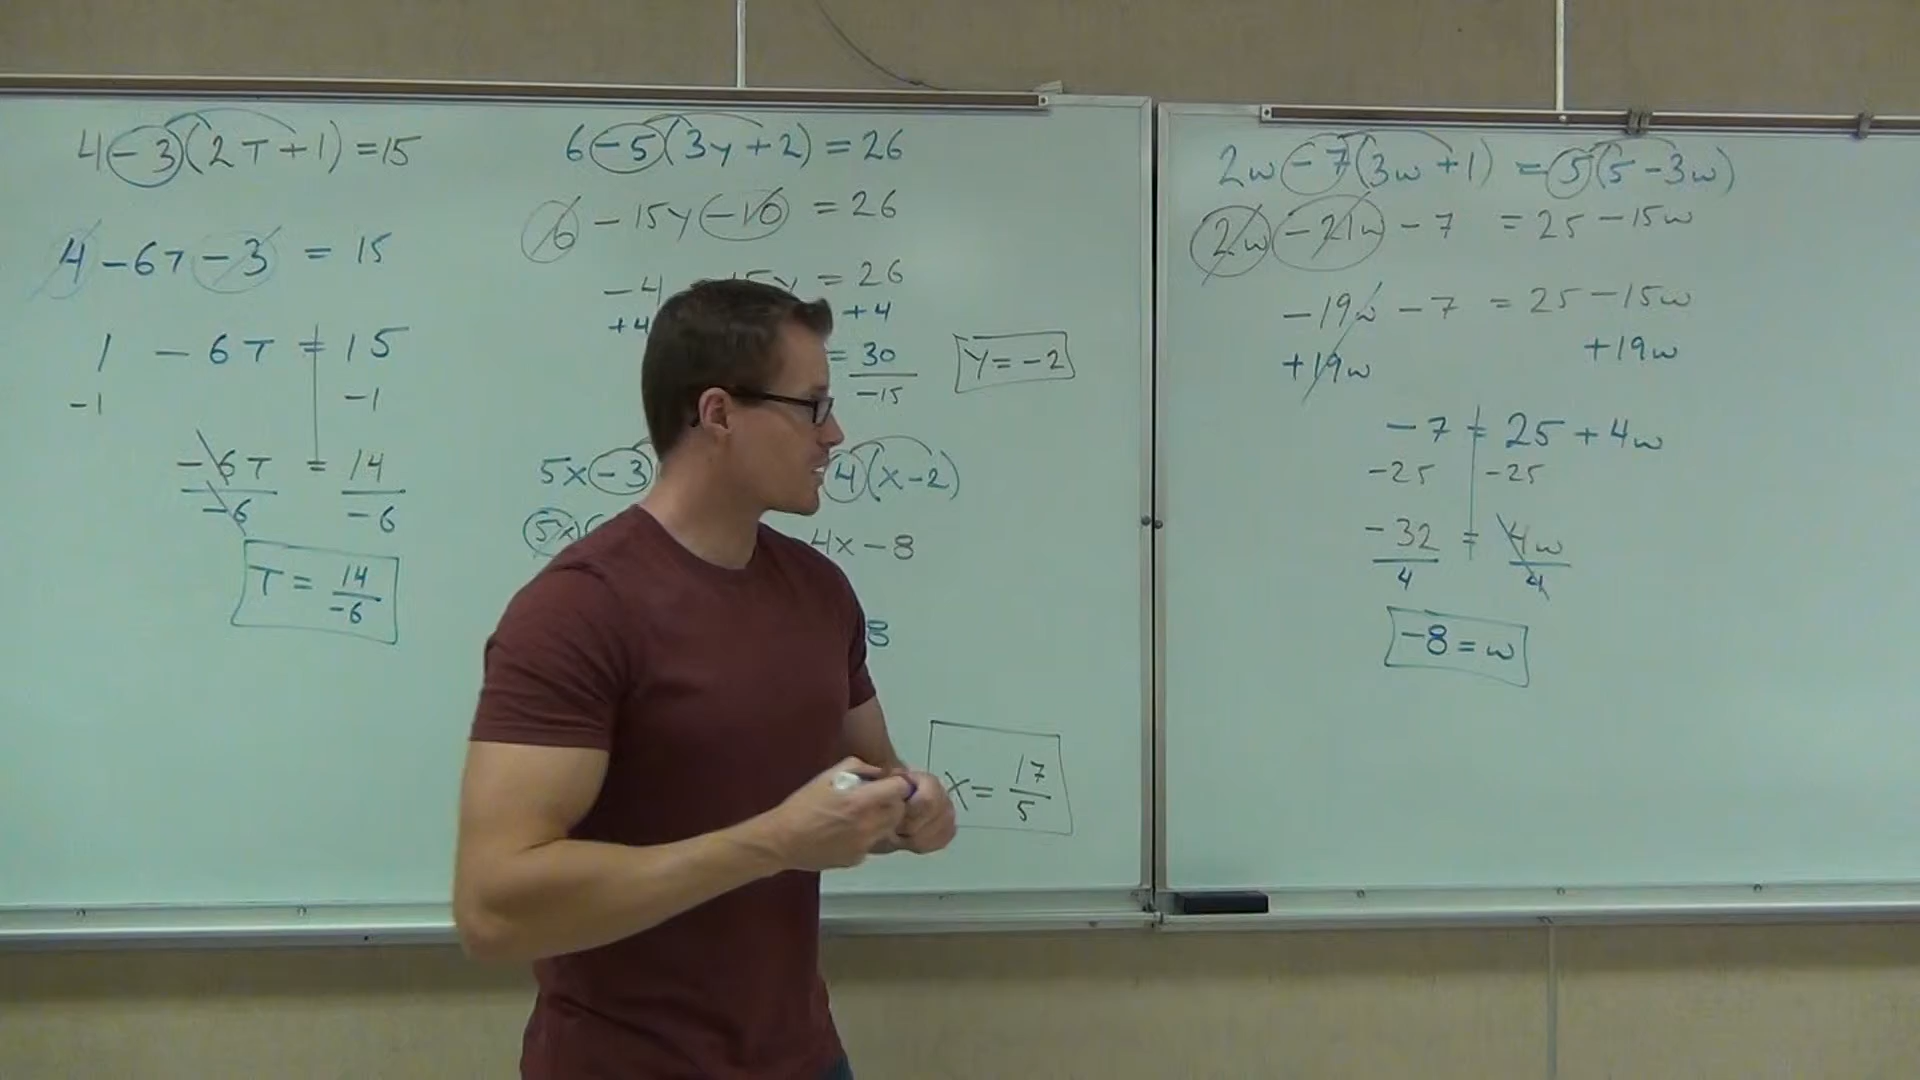 4 - 3(2T + 1) = 15
4 - 6T - 3 = 15
1 - 6T = 15
-1 -1
-6T = 14
-6 -6
T = 14/-6
6 - 5(3y + 2) = 26
6 - 15y - 10 = 26
-4 - 15y = 26
+4 +4
= 30
-15
y = -2
5x - 3 4(x - 2)
5x 4x - 8
8
x = 17/5
2w - 7(3w + 1) = 5(5 - 3w)
2w - 21w - 7 = 25 - 15w
-19w - 7 = 25 - 15w
+19w +19w
-7 = 25 + 4w
-25 -25
-32 = 4w
4 4
-8 = w